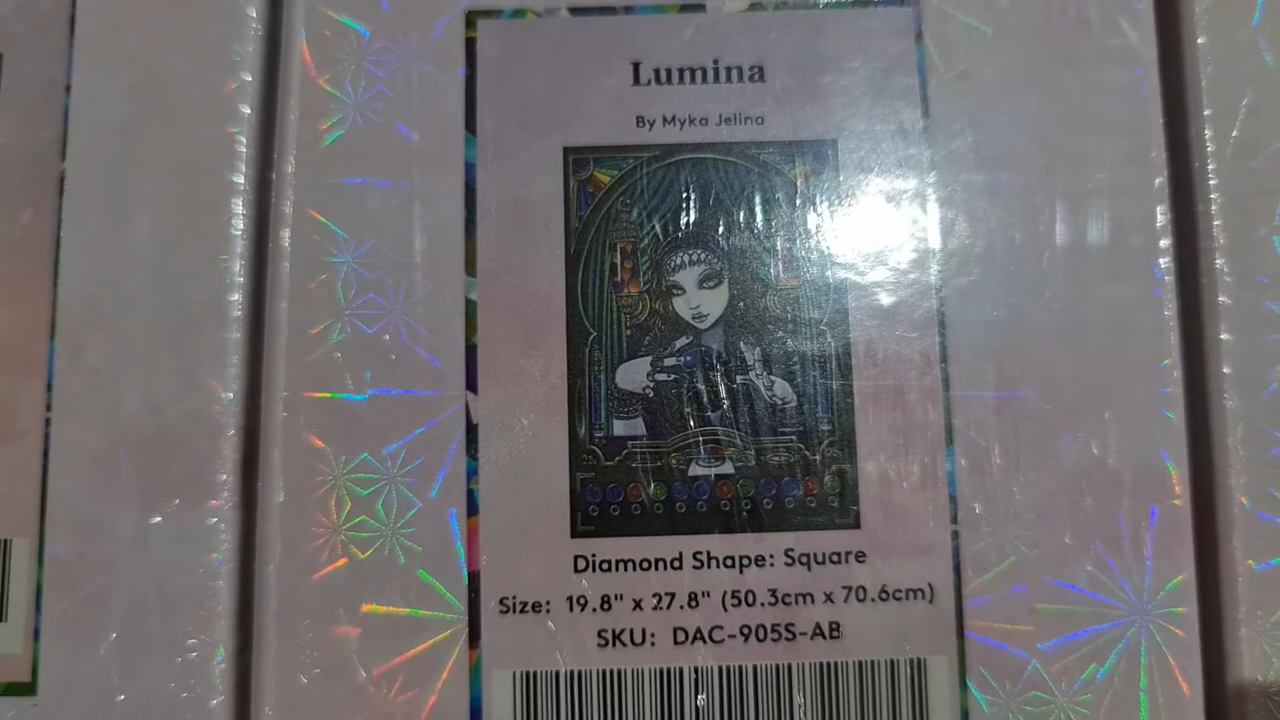 Lumina
By Myka Jelina
Diamond Shape: Square
Size: 19.8" x 27.8" (50.3cm x 70.6cm)
SKU: DAC-905S-AB